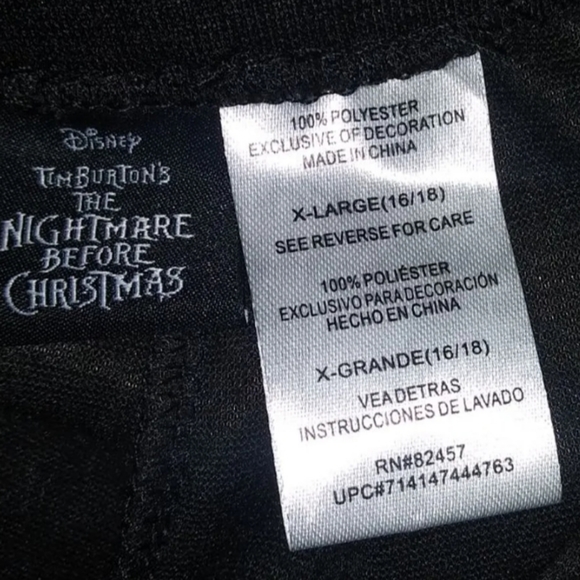 Disney
Tim Burton's
THE
NIGHTMARE
BEFORE
CHRISTMAS
100% POLYESTER
EXCLUSIVE OF DECORATION
MADE IN CHINA
X-LARGE(16/18)
SEE REVERSE FOR CARE
100% POLIÉSTER
EXCLUSIVO PARA DECORACIÓN
HECHO EN CHINA
X-GRANDE(16/18)
VEA DETRAS
INSTRUCCIONES DE LAVADO
RN#82457
UPC#714147444763